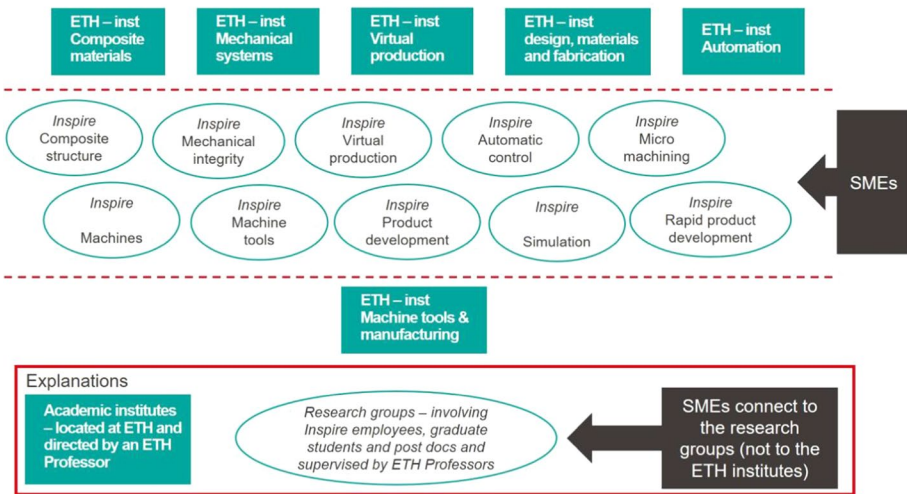 ETH – inst
Composite
materials
ETH – inst
Mechanical
systems
ETH – inst
Virtual
production
ETH – inst
design, materials
and fabrication
ETH – inst
Automation
Inspire
Composite
structure
Inspire
Mechanical
integrity
Inspire
Virtual
production
Inspire
Automatic
control
Inspire
Micro
machining
SMEs
Inspire
Machines
Inspire
Machine
tools
Inspire
Product
development
Inspire
Simulation
Inspire
Rapid product
development
ETH – inst
Machine tools &
manufacturing
Explanations
Academic institutes
– located at ETH and
directed by an ETH
Professor
Research groups – involving
Inspire employees, graduate
students and post docs and
supervised by ETH Professors
SMEs connect to
the research
groups (not to the
ETH institutes)